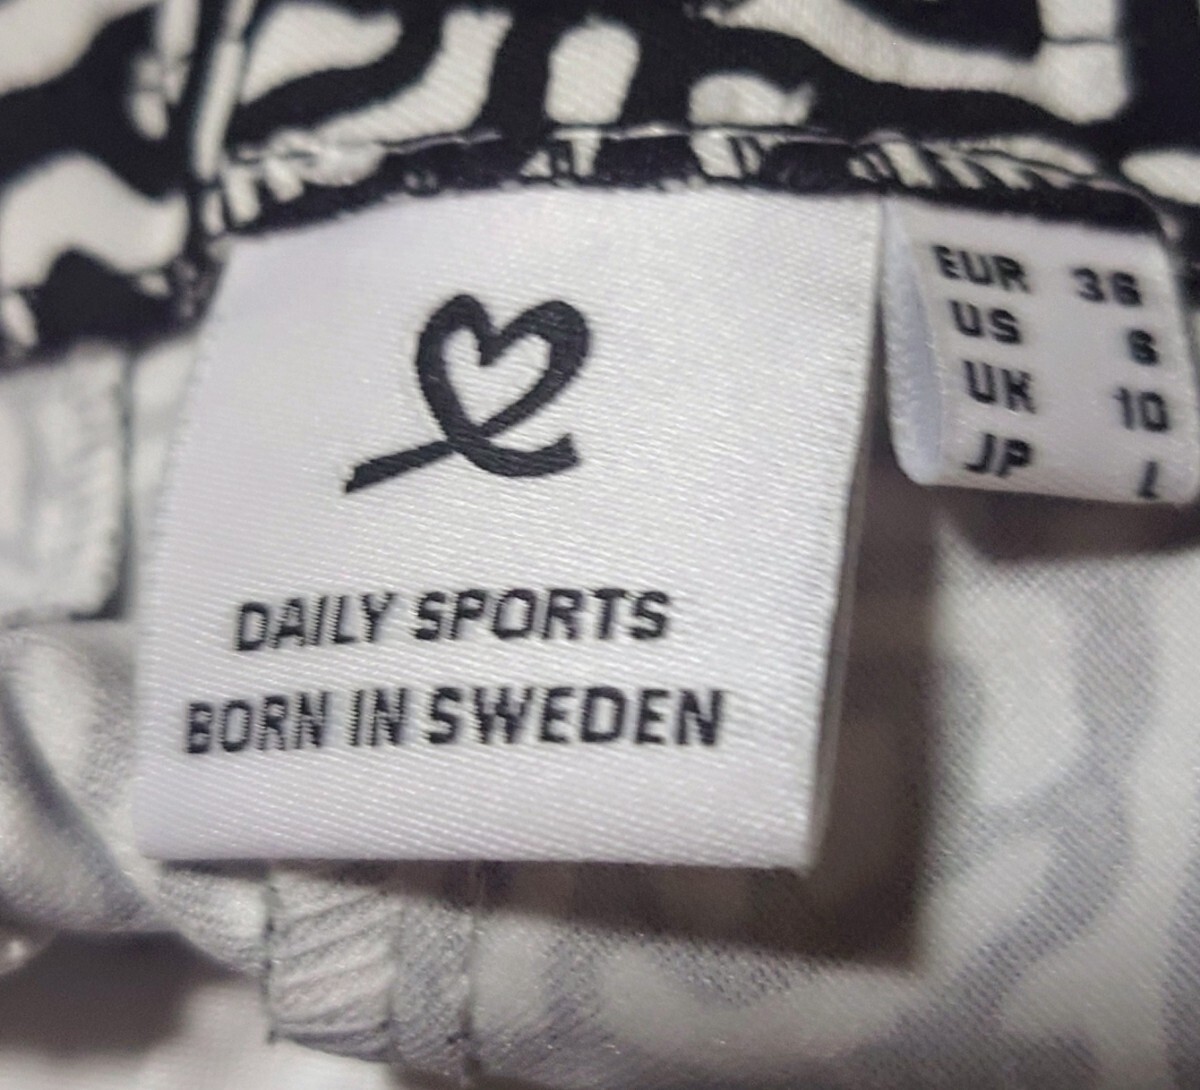 DAILY SPORTS
BORN IN SWEDEN
EUR 36
US 6
UK 10
JP L